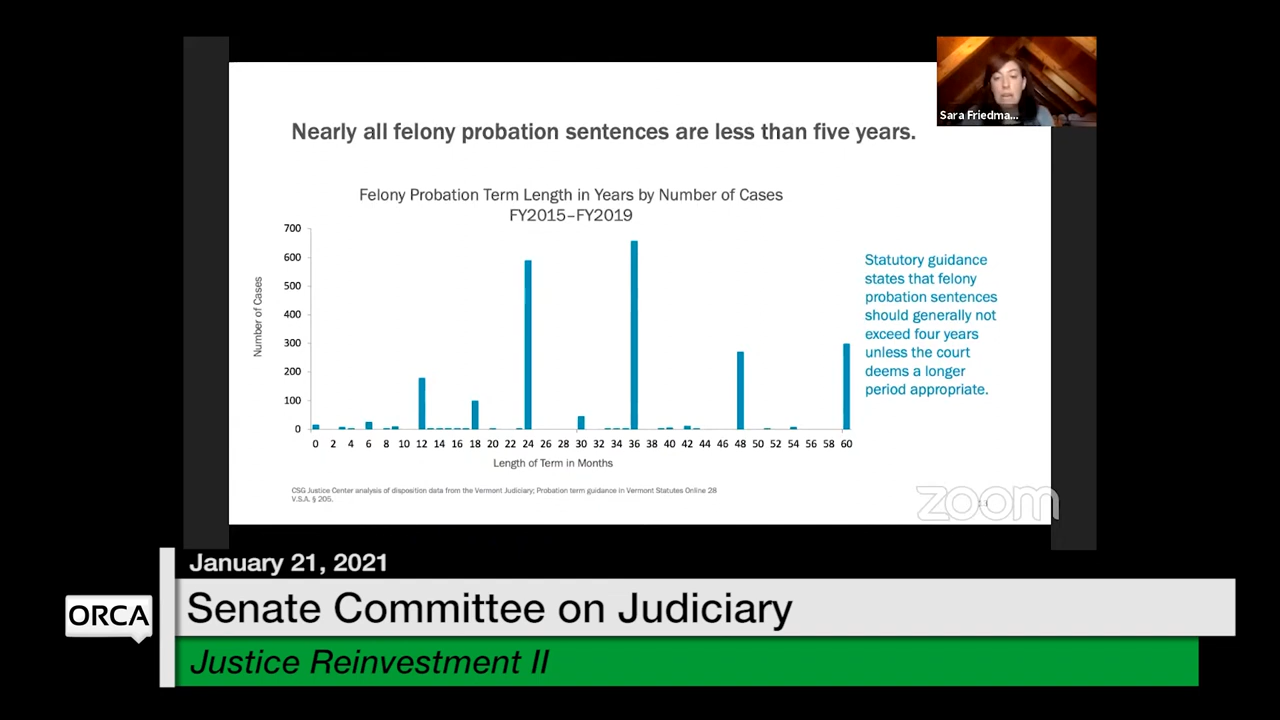 Sara Friedma...
Nearly all felony probation sentences are less than five years.
Felony Probation Term Length in Years by Number of Cases
FY2015–FY2019
Number of Cases
700
600
500
400
300
200
100
0
0 2 4 6 8 10 12 14 16 18 20 22 24 26 28 30 32 34 36 38 40 42 44 46 48 50 52 54 56 58 60
Length of Term in Months
Statutory guidance
states that felony
probation sentences
should generally not
exceed four years
unless the court
deems a longer
period appropriate.
CSG Justice Center analysis of disposition data from the Vermont Judiciary; Probation term guidance in Vermont Statutes Online 28
V.S.A. § 205.
zoom
January 21, 2021
ORCA
Senate Committee on Judiciary
Justice Reinvestment II